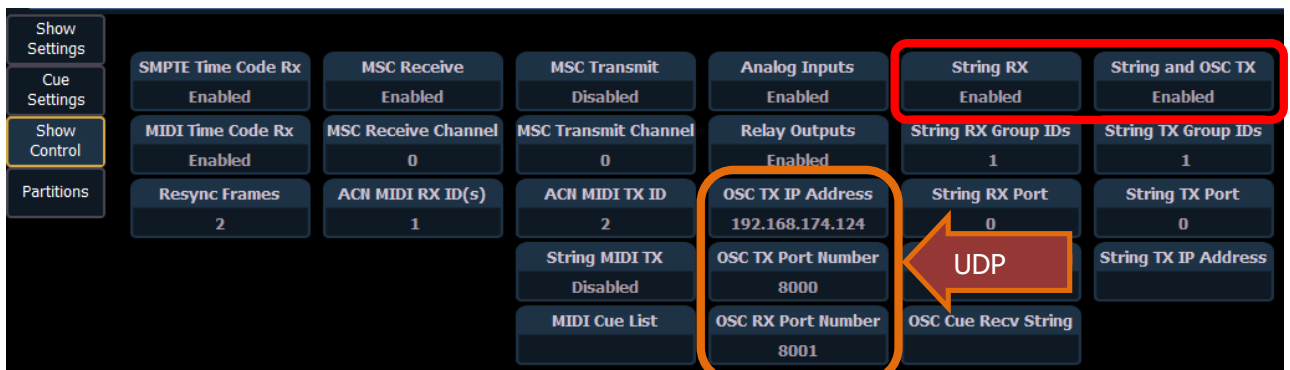 Show
Settings
Cue
Settings
Show
Control
Partitions
SMPTE Time Code Rx
Enabled
MSC Receive
Enabled
MSC Transmit
Disabled
Analog Inputs
Enabled
String RX
Enabled
String and OSC TX
Enabled
MIDI Time Code Rx
Enabled
MSC Receive Channel
0
MSC Transmit Channel
0
Relay Outputs
Enabled
String RX Group IDs
1
String TX Group IDs
1
Resync Frames
2
ACN MIDI RX ID(s)
1
ACN MIDI TX ID
2
OSC TX IP Address
192.168.174.124
String RX Port
0
String TX Port
0
String MIDI TX
Disabled
OSC TX Port Number
8000
UDP
String TX IP Address
MIDI Cue List
OSC RX Port Number
8001
OSC Cue Recv String